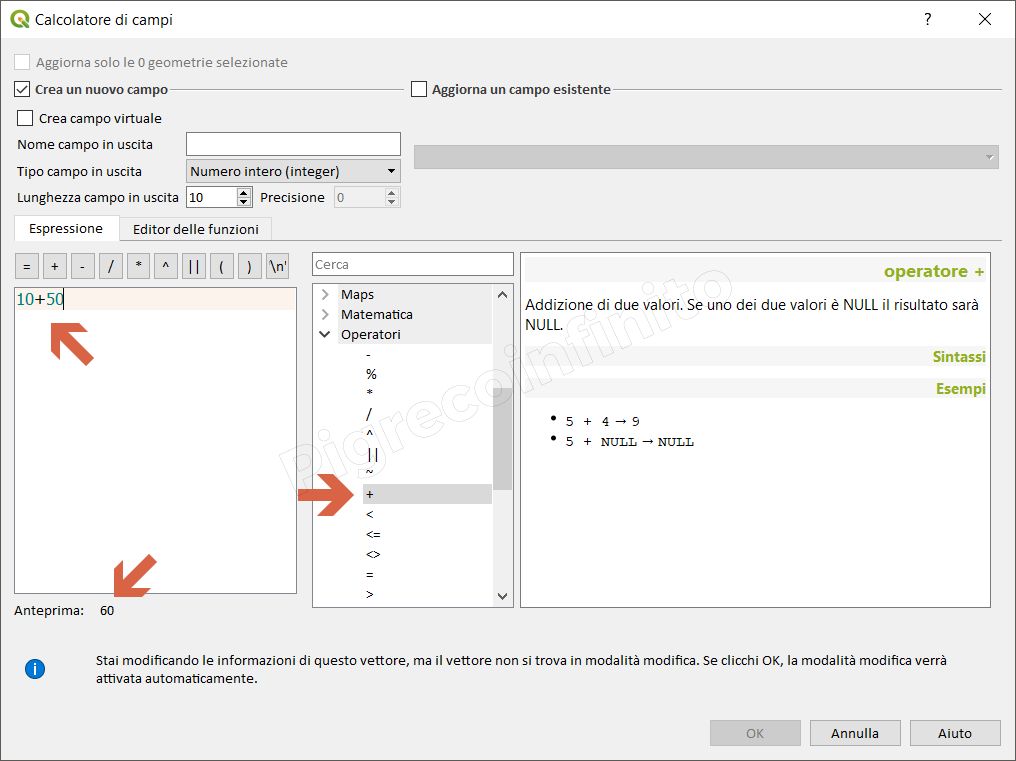 Calcolatore di campi
?
Aggiorna solo le 0 geometrie selezionate
Crea un nuovo campo
Aggiorna un campo esistente
Crea campo virtuale
Nome campo in uscita
Tipo campo in uscita Numero intero (integer)
Lunghezza campo in uscita 10 Precisione 0
Espressione Editor delle funzioni
= + - / * ^ || ( ) \n'
10+50
Anteprima: 60
Cerca
Maps
Matematica
Operatori
-
%
*
/
^
||
~
+
<
<=
<>
=
>
operatore +
Addizione di due valori. Se uno dei due valori è NULL il risultato sarà
NULL.
Sintassi
Esempi
• 5 + 4 → 9
• 5 + NULL → NULL
Pigrecoinfinito
Stai modificando le informazioni di questo vettore, ma il vettore non si trova in modalità modifica. Se clicchi OK, la modalità modifica verrà
attivata automaticamente.
OK Annulla Aiuto